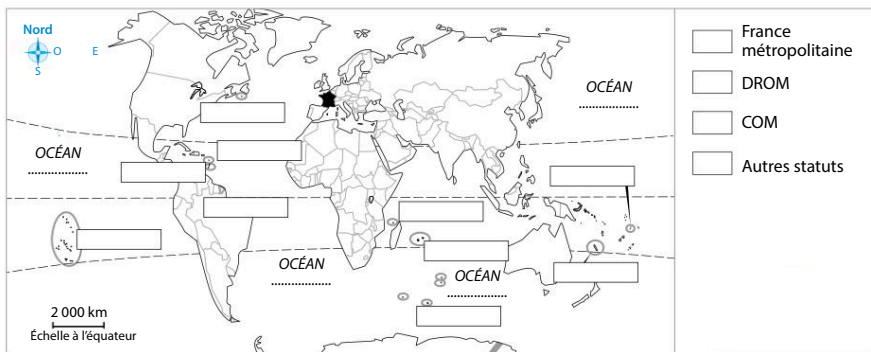 Nord
O E
S
OCÉAN
OCÉAN
OCÉAN
OCÉAN
2 000 km
Échelle à l'équateur
France
métropolitaine
DROM
COM
Autres statuts